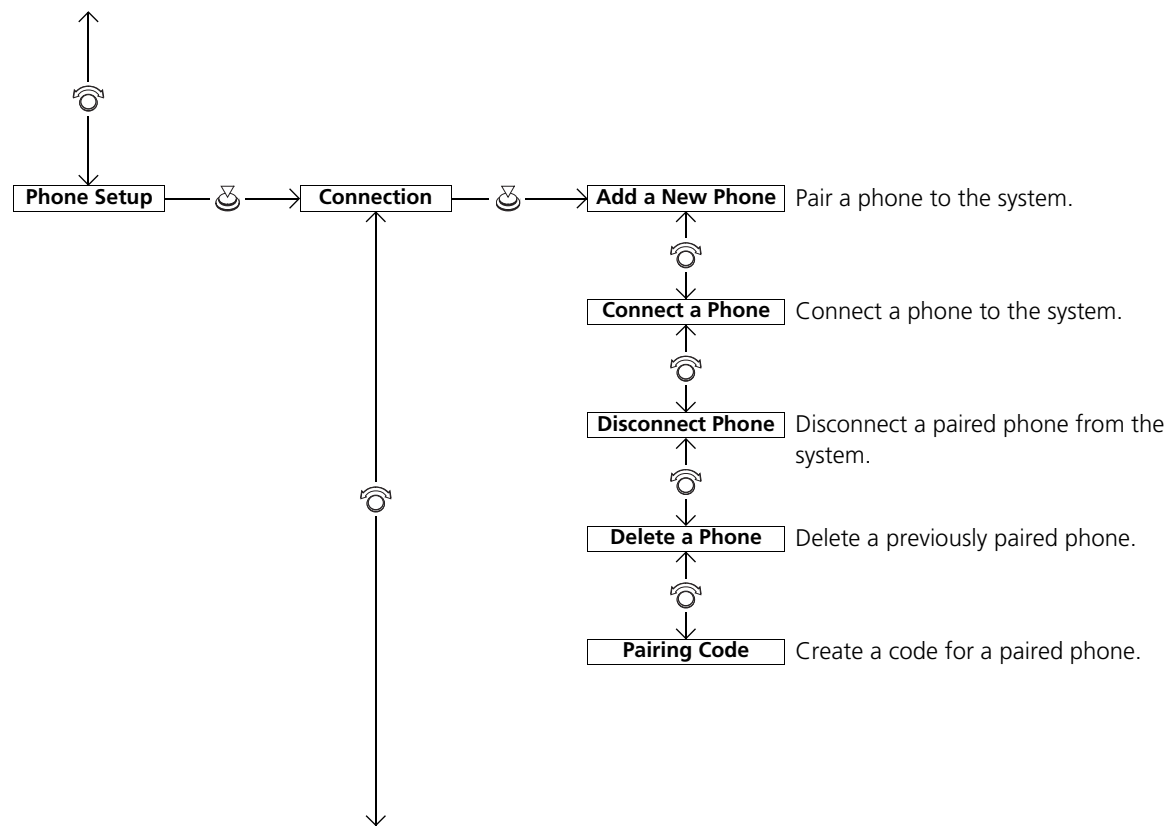 Phone Setup
Connection
Add a New Phone
Pair a phone to the system.
Connect a Phone
Connect a phone to the system.
Disconnect Phone
Disconnect a paired phone from the
system.
Delete a Phone
Delete a previously paired phone.
Pairing Code
Create a code for a paired phone.